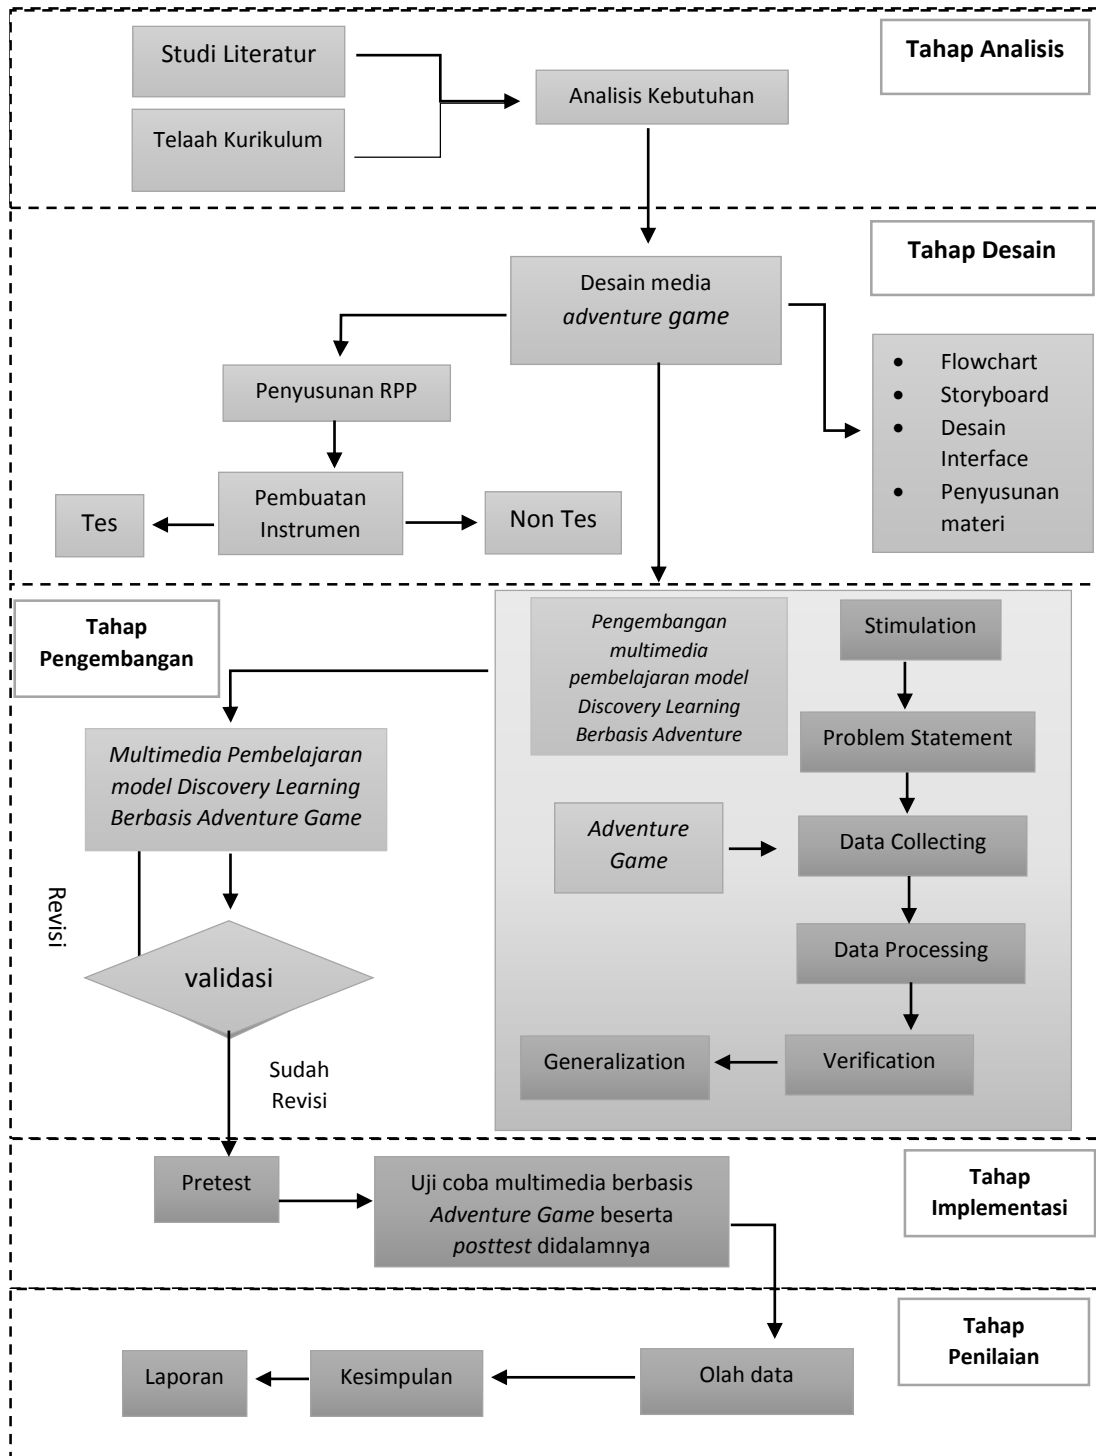 Studi Literatur
Tahap Analisis
Analisis Kebutuhan
Telaah Kurikulum
Tahap Desain
Desain media
adventure game
Penyusunan RPP
• Flowchart
• Storyboard
• Desain
Interface
• Penyusunan
materi
Pembuatan
Instrumen
Tes
Non Tes
Tahap
Pengembangan
Pengembangan
multimedia
pembelajaran model
Discovery Learning
Berbasis Adventure
Stimulation
Problem Statement
Multimedia Pembelajaran
model Discovery Learning
Berbasis Adventure Game
Adventure
Game
Data Collecting
Revisi
validasi
Data Processing
Generalization
Verification
Sudah
Revisi
Pretest
Uji coba multimedia berbasis
Adventure Game beserta
posttest didalamnya
Tahap
Implementasi
Tahap
Penilaian
Laporan
Kesimpulan
Olah data